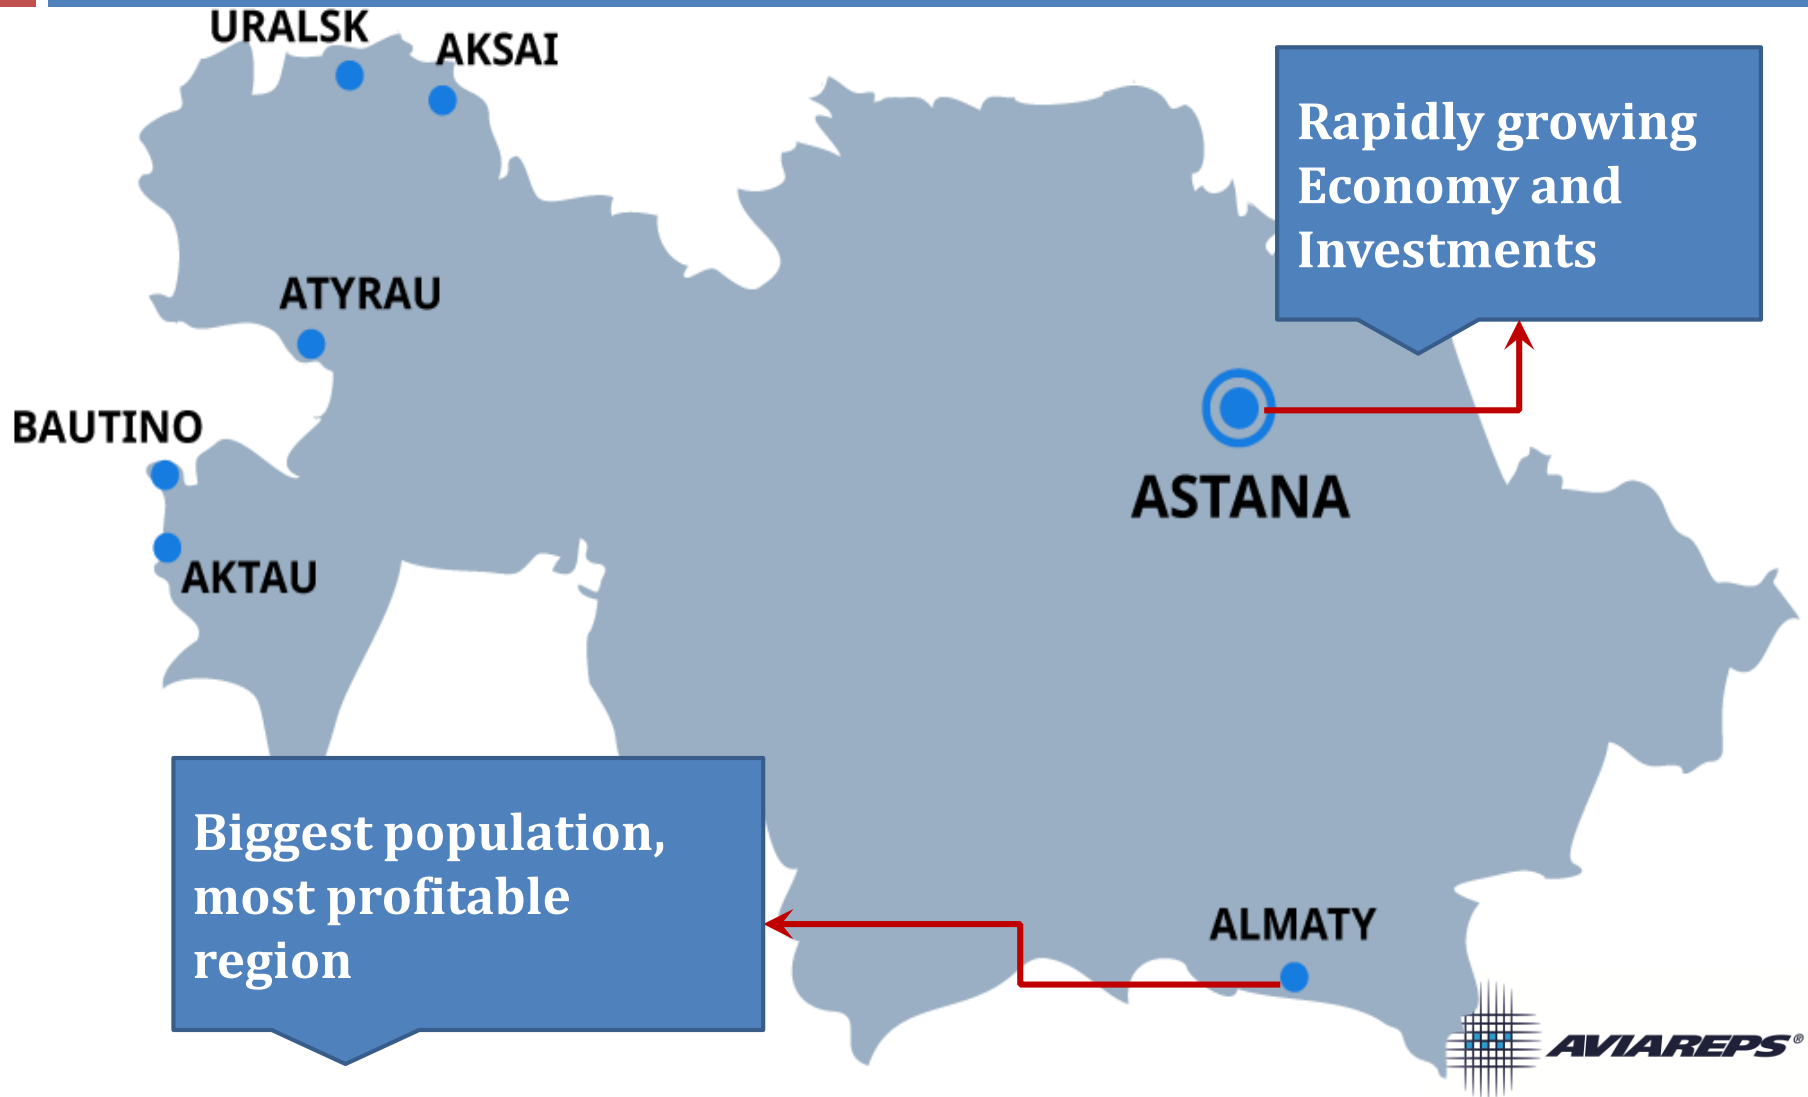 URALSK
AKSAI
Rapidly growing
Economy and
Investments
ATYRAU
BAUTINO
ASTANA
AKTAU
Biggest population,
most profitable
region
ALMATY
AVIAREPS®